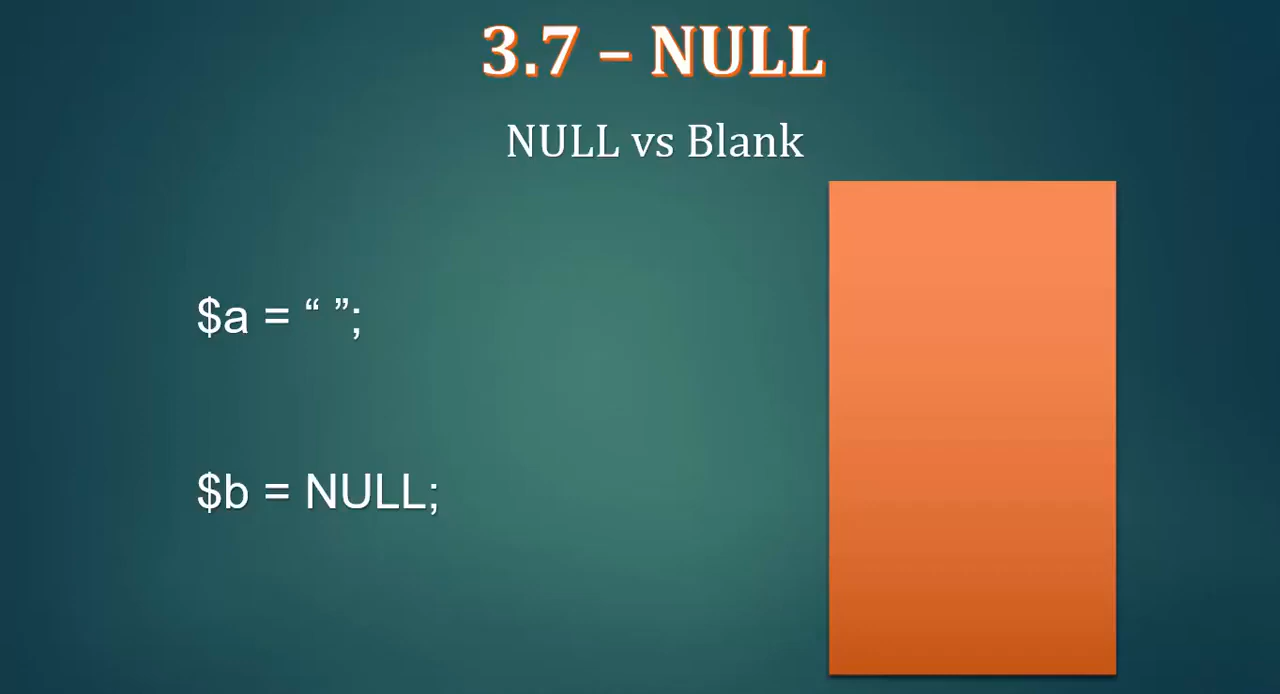 3.7 – NULL
NULL vs Blank
$a = “ ”;
$b = NULL;